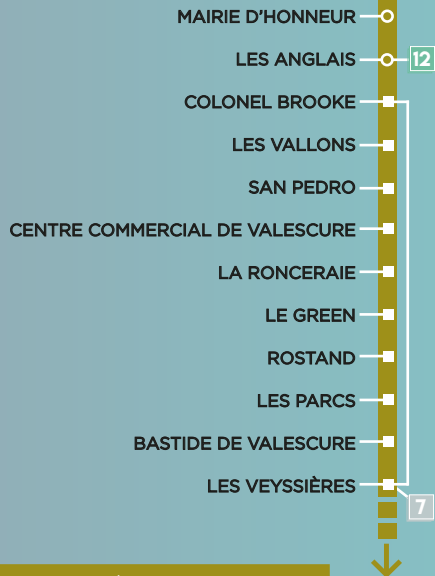 MAIRIE D'HONNEUR
LES ANGLAIS 12
COLONEL BROOKE
LES VALLONS
SAN PEDRO
CENTRE COMMERCIAL DE VALESCURE
LA RONCERAIE
LE GREEN
ROSTAND
LES PARCS
BASTIDE DE VALESCURE
LES VEYSSIÈRES
7